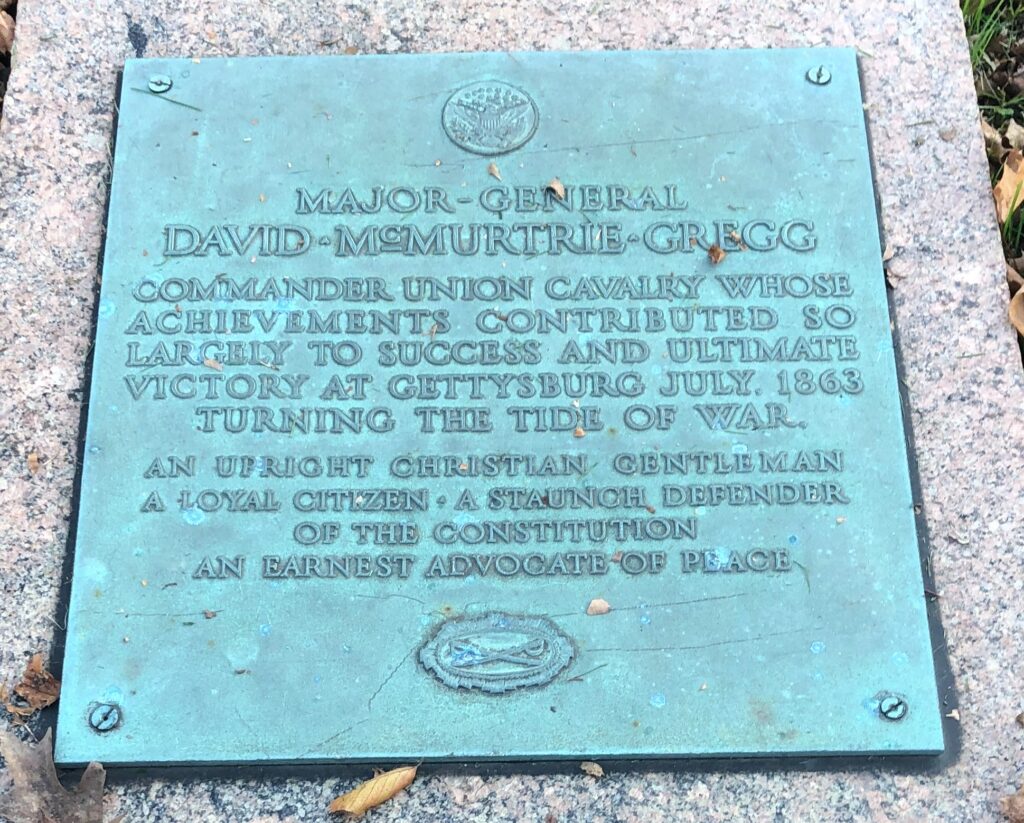 MAJOR-GENERAL
DAVID·McMURTRIE·GREGG
COMMANDER UNION CAVALRY WHOSE
ACHIEVEMENTS CONTRIBUTED SO
LARGELY TO SUCCESS AND ULTIMATE
VICTORY AT GETTYSBURG JULY. 1863
TURNING THE TIDE OF WAR.
AN UPRIGHT CHRISTIAN GENTLEMAN
A LOYAL CITIZEN · A STAUNCH DEFENDER
OF THE CONSTITUTION
AN EARNEST ADVOCATE OF PEACE